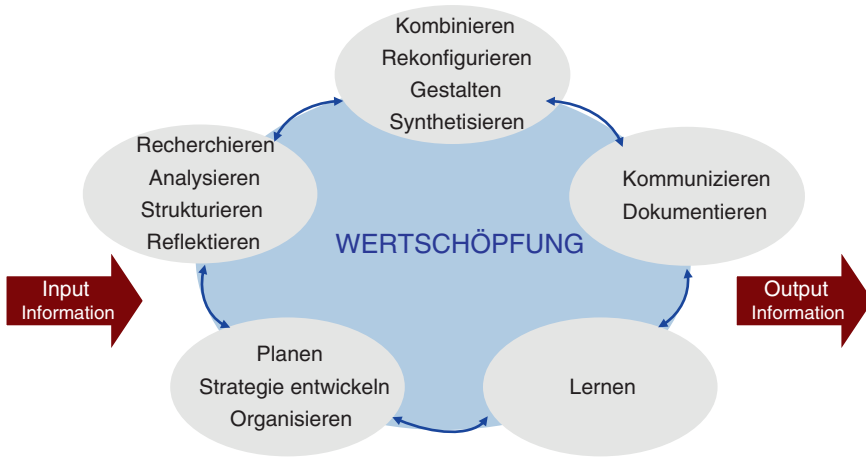 Kombinieren
Rekonfigurieren
Gestalten
Synthetisieren
Recherchieren
Analysieren
Strukturieren
Reflektieren
Kommunizieren
Dokumentieren
WERTSCHÖPFUNG
Input
Information
Output
Information
Planen
Strategie entwickeln
Organisieren
Lernen